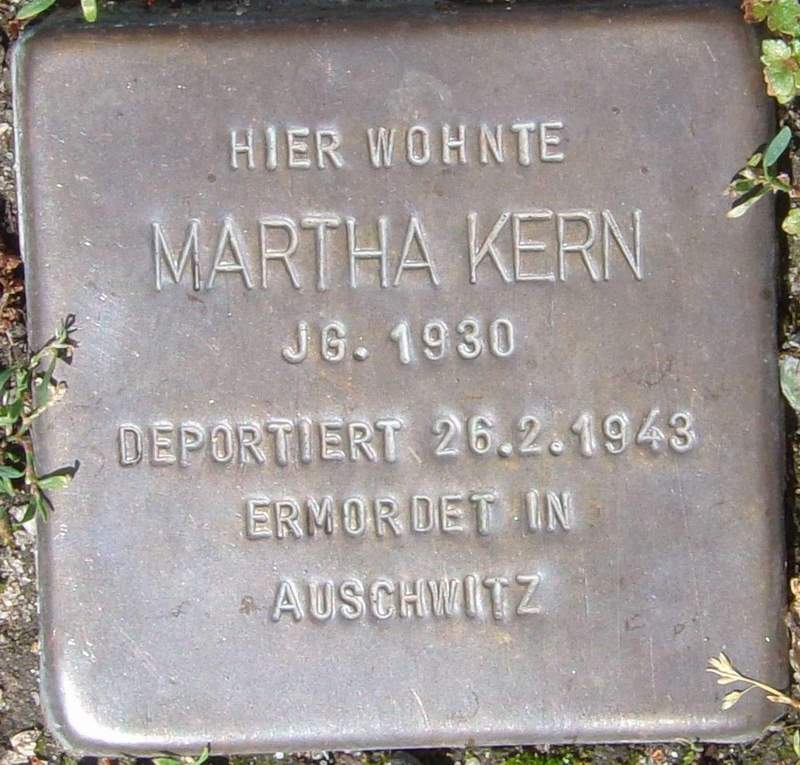 HIER WOHNTE
MARTHA KERN
JG. 1930
DEPORTIERT 26.2.1943
ERMORDET IN
AUSCHWITZ